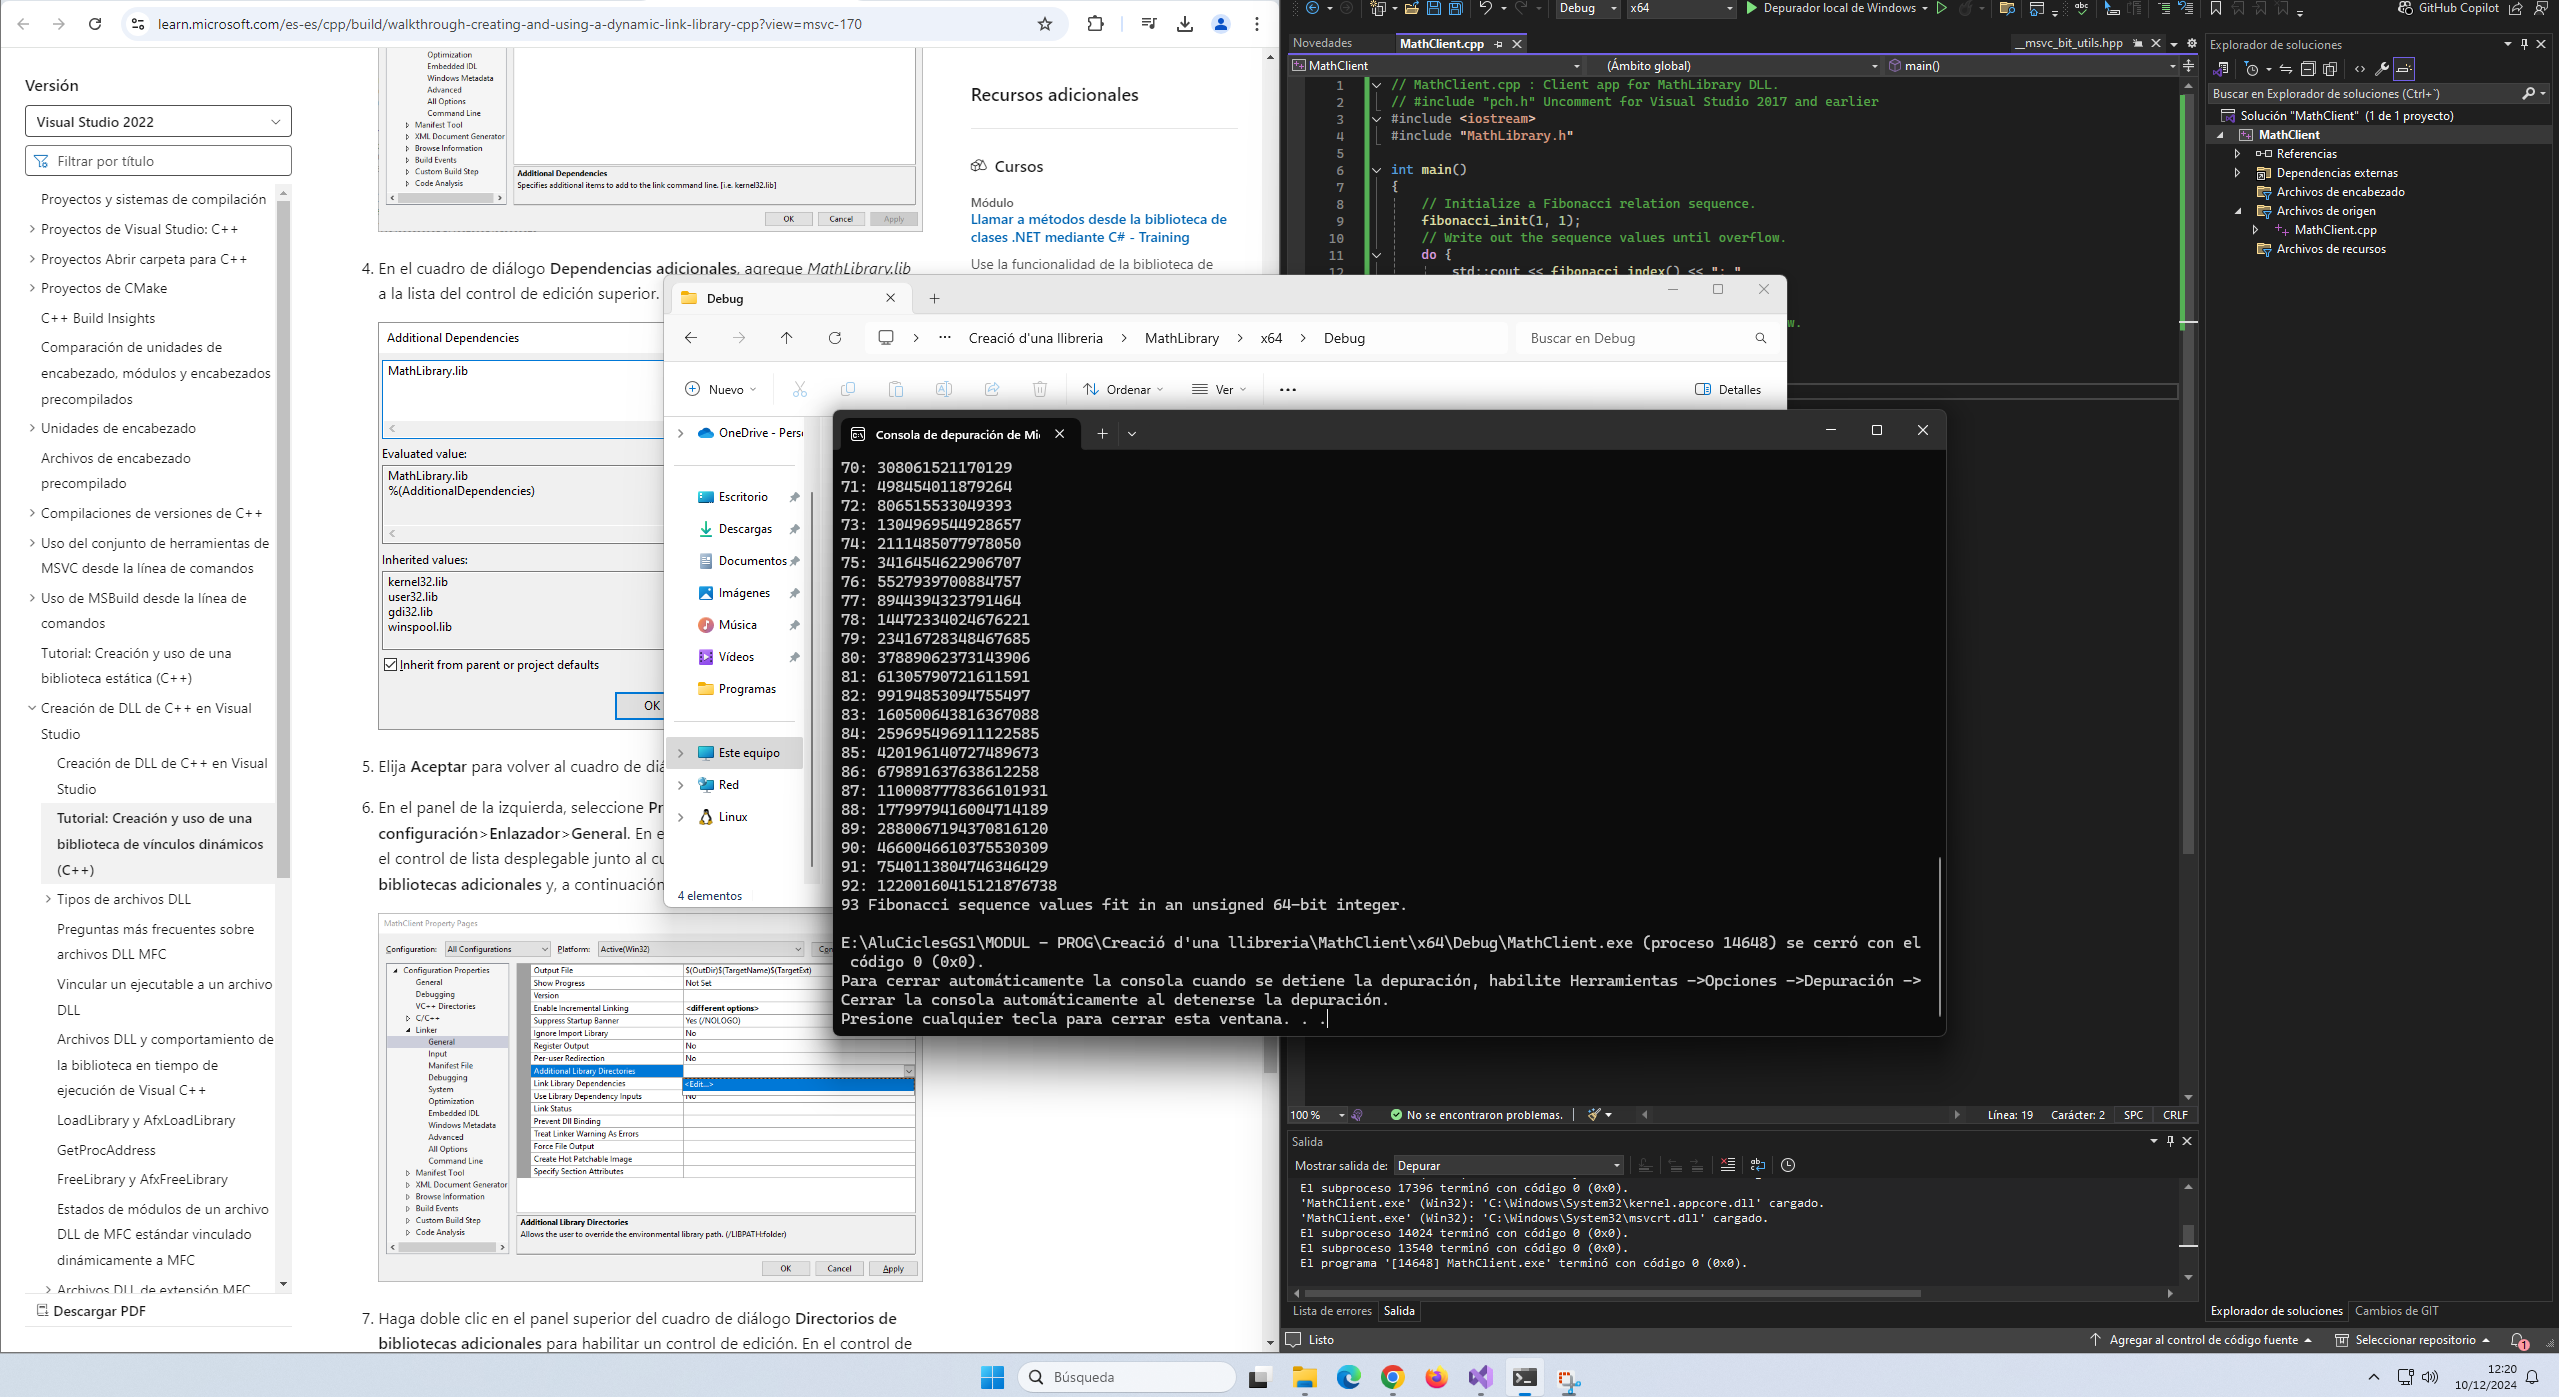 learn.microsoft.com/es-es/cpp/build/walkthrough-creating-and-using-a-dynamic-link-library-cpp?view=msvc-170
Versión
Visual Studio 2022
Filtrar por título
Proyectos y sistemas de compilación
Proyectos de Visual Studio: C++
Proyectos Abrir carpeta para C++
Proyectos de CMake
C++ Build Insights
Comparación de unidades de
encabezado, módulos y encabezados
precompilados
Unidades de encabezado
Archivos de encabezado
precompilado
Compilaciones de versiones de C++
Uso del conjunto de herramientas de
MSVC desde la línea de comandos
Uso de MSBuild desde la línea de
comandos
Tutorial: Creación y uso de una
biblioteca estática (C++)
Creación de DLL de C++ en Visual
Studio
Creación de DLL de C++ en Visual
Studio
Tutorial: Creación y uso de una
biblioteca de vínculos dinámicos
(C++)
Tipos de archivos DLL
Preguntas más frecuentes sobre
archivos DLL MFC
Vincular un ejecutable a un archivo
DLL
Archivos DLL y comportamiento de
la biblioteca en tiempo de
ejecución de Visual C++
LoadLibrary y AfxLoadLibrary
GetProcAddress
FreeLibrary y AfxFreeLibrary
Estados de módulos de un archivo
DLL de MFC estándar vinculado
dinámicamente a MFC
Archivos DLL de extensión MFC
Descargar PDF
Optimization
Embedded IDL
Windows Metadata
Advanced
All Options
Command Line
Manifest Tool
XML Document Generator
Browse Information
Build Events
Custom Build Step
Code Analysis
Additional Dependencies
Specifies additional items to add to the link command line. [i.e. kernel32.lib]
OK Cancel Apply
4. En el cuadro de diálogo Dependencias adicionales, agregue MathLibrary.lib
a la lista del control de edición superior.
Additional Dependencies
MathLibrary.lib
Evaluated value:
MathLibrary.lib
%(AdditionalDependencies)
Inherited values:
kernel32.lib
user32.lib
gdi32.lib
winspool.lib
Inherit from parent or project defaults
OK
5. Elija Aceptar para volver al cuadro de
6. En el panel de la izquierda, seleccione
configuración>Enlazador>General. En
el control de lista desplegable junto al
bibliotecas adicionales y, a continuación
MathClient Property Pages
Configuration: All Configurations Platform: Active(Win32)
Configuration Properties
General
Debugging
VC++ Directories
C/C++
Linker
General
Input
Manifest File
Debugging
System
Optimization
Embedded IDL
Windows Metadata
Advanced
All Options
Command Line
Manifest Tool
XML Document Generator
Browse Information
Build Events
Custom Build Step
Code Analysis
Output File $(OutDir)$(TargetName)$(TargetExt)
Show Progress Not Set
Version
Enable Incremental Linking <different options>
Suppress Startup Banner Yes (/NOLOGO)
Ignore Import Library No
Register Output No
Per-user Redirection No
Additional Library Directories
Link Library Dependencies <Edit...>
Use Library Dependency Inputs No
Link Status
Prevent Dll Binding
Treat Linker Warning As Errors
Force File Output
Create Hot Patchable Image
Specify Section Attributes
Additional Library Directories
Allows the user to override the environmental library path. (/LIBPATH:folder)
OK Cancel Apply
7. Haga doble clic en el panel superior del cuadro de diálogo Directorios de
bibliotecas adicionales para habilitar un control de edición. En el control de
Recursos adicionales
Cursos
Módulo
Llamar a métodos desde la biblioteca de
clases .NET mediante C# - Training
Use la funcionalidad de la biblioteca de
Debug
Creació d'una llibreria > MathLibrary > x64 > Debug
Buscar en Debug
Nuevo
Ordenar
Ver
Detalles
OneDrive - Pers
Escritorio
Descargas
Documentos
Imágenes
Música
Vídeos
Programas
Este equipo
Red
Linux
4 elementos
Consola de depuración de Mi
70: 308061521170129
71: 498454011879264
72: 806515533049393
73: 1304969544928657
74: 2111485077978050
75: 3416454622906707
76: 5527939700884757
77: 8944394323791464
78: 14472334024676221
79: 23416728348467685
80: 37889062373143906
81: 61305790721611591
82: 99194853094755497
83: 160500643816367088
84: 259695496911122585
85: 420196140727489673
86: 679891637638612258
87: 1100087778366101931
88: 1779979416004714189
89: 2880067194370816120
90: 4660046610375530309
91: 7540113804746346429
92: 12200160415121876738
93 Fibonacci sequence values fit in an unsigned 64-bit integer.
E:\AluCiclesGS1\MODUL - PROG\Creació d'una llibreria\MathClient\x64\Debug\MathClient.exe (proceso 14648) se cerró con el
código 0 (0x0).
Para cerrar automáticamente la consola cuando se detiene la depuración, habilite Herramientas ->Opciones ->Depuración ->
Cerrar la consola automáticamente al detenerse la depuración.
Presione cualquier tecla para cerrar esta ventana. . .
Debug x64 Depurador local de Windows GitHub Copilot
Novedades MathClient.cpp __msvc_bit_utils.hpp
MathClient (Ámbito global) main()
1 // MathClient.cpp : Client app for MathLibrary DLL.
2 // #include "pch.h" Uncomment for Visual Studio 2017 and earlier
3 #include <iostream>
4 #include "MathLibrary.h"
5
6 int main()
7 {
8 // Initialize a Fibonacci relation sequence.
9 fibonacci_init(1, 1);
10 // Write out the sequence values until overflow.
11 do {
12 std::cout << fibonacci_index() << ": "
w.
100 % No se encontraron problemas. Línea: 19 Carácter: 2 SPC CRLF
Salida
Mostrar salida de: Depurar
El subproceso 17396 terminó con código 0 (0x0).
'MathClient.exe' (Win32): 'C:\Windows\System32\kernel.appcore.dll' cargado.
'MathClient.exe' (Win32): 'C:\Windows\System32\msvcrt.dll' cargado.
El subproceso 14024 terminó con código 0 (0x0).
El subproceso 13540 terminó con código 0 (0x0).
El programa '[14648] MathClient.exe' terminó con código 0 (0x0).
Lista de errores Salida
Listo
Explorador de soluciones
Buscar en Explorador de soluciones (Ctrl+`)
Solución "MathClient" (1 de 1 proyecto)
MathClient
Referencias
Dependencias externas
Archivos de encabezado
Archivos de origen
MathClient.cpp
Archivos de recursos
Explorador de soluciones Cambios de GIT
Agregar al control de código fuente Seleccionar repositorio 1
Búsqueda
12:20
10/12/2024